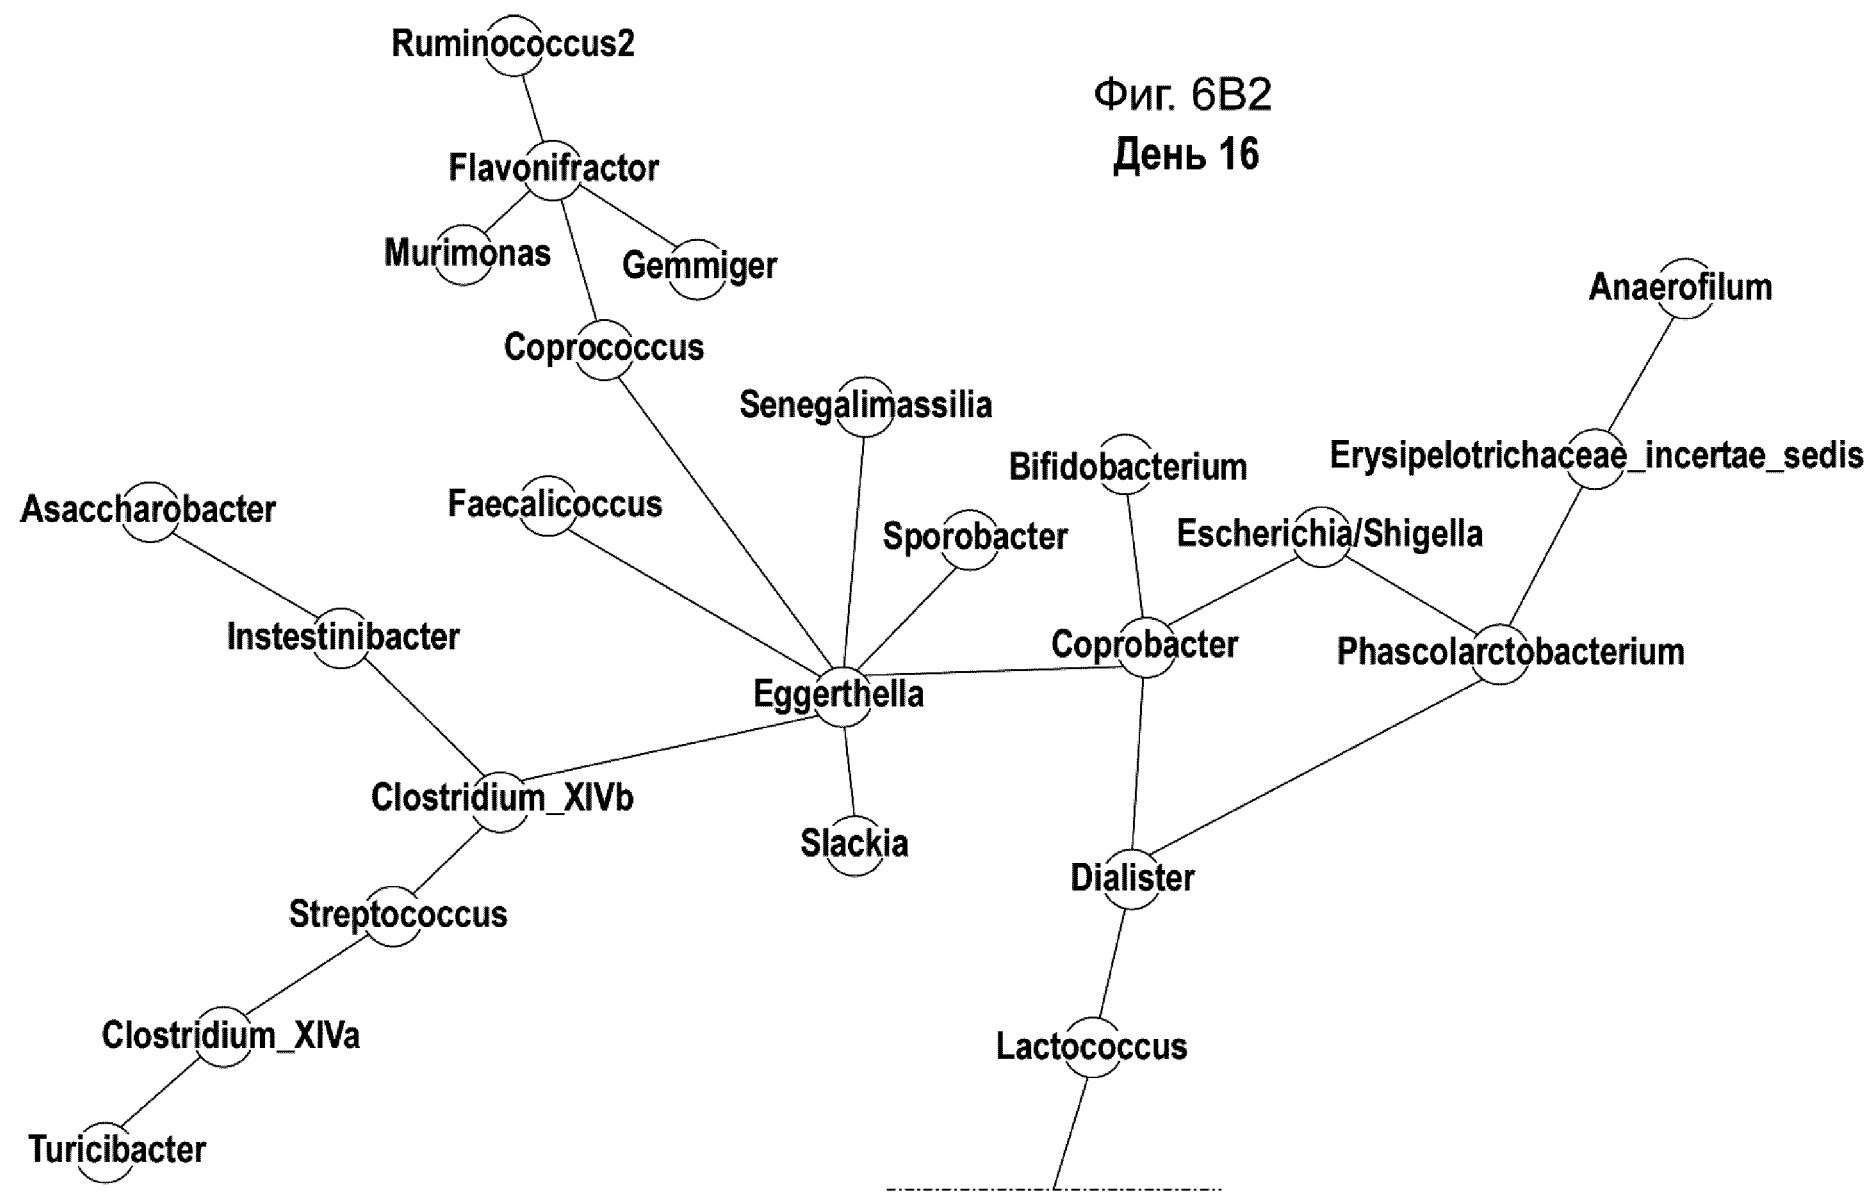 Ruminococcus2
Фиг. 6B2
День 16
Flavonifractor
Murimonas
Gemmiger
Anaerofilum
Coprococcus
Senegalimassilia
Bifidobacterium
Erysipelotrichaceae_incertae_sedis
Asaccharobacter
Faecalicoccus
Sporobacter
Escherichia/Shigella
Instestinibacter
Coprobacter
Phascolarctobacterium
Eggerthella
Clostridium_XIVb
Slackia
Dialister
Streptococcus
Clostridium_XIVa
Lactococcus
Turicibacter